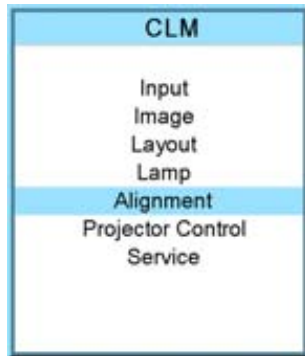 CLM
Input
Image
Layout
Lamp
Alignment
Projector Control
Service